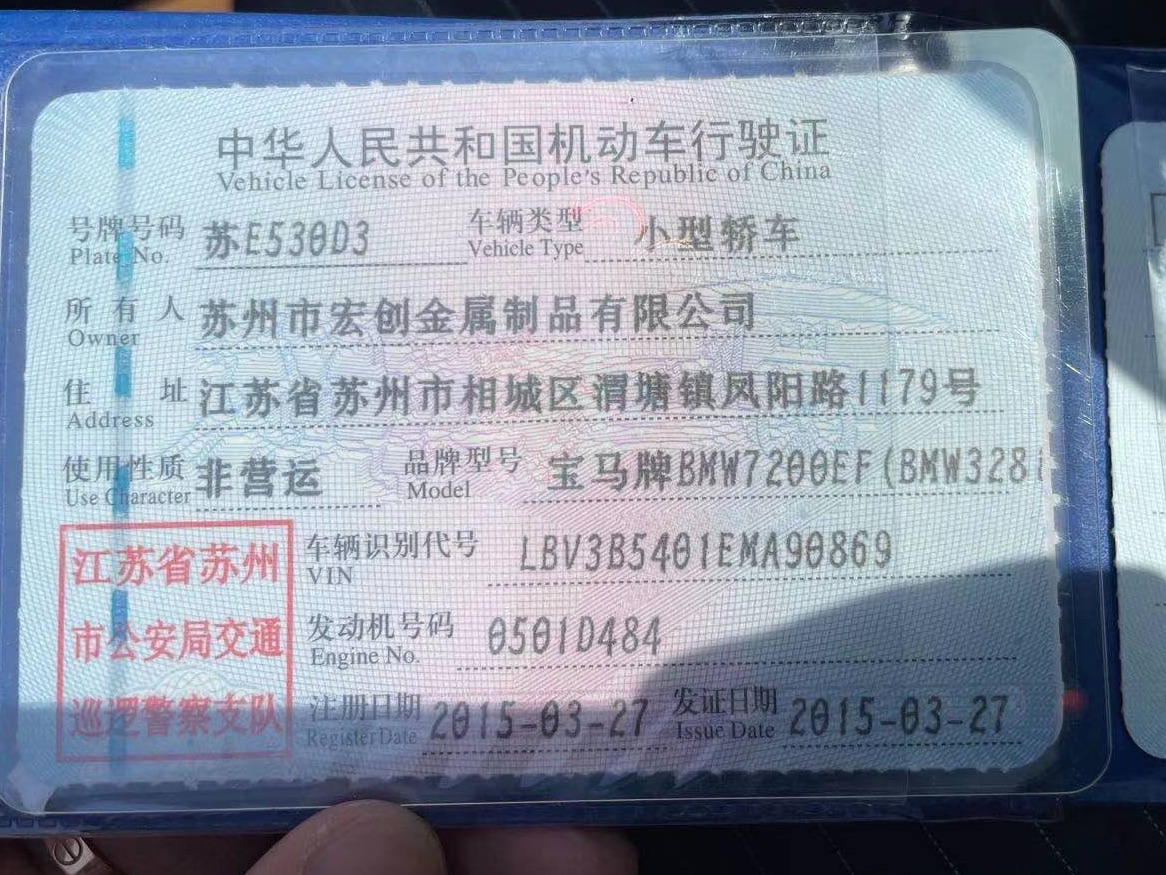 中华人民共和国机动车行驶证
Vehicle License of the People's Republic of China
号牌号码 苏E530D3 车辆类型 小型轿车
Plate No. Vehicle Type
所有人 苏州市宏创金属制品有限公司
Owner
住址 江苏省苏州市相城区渭塘镇凤阳路1179号
Address
使用性质 非营运 品牌型号 宝马牌BMW7200EF(BMW328i
Use Character Model
江苏省苏州
市公安局交通
巡逻警察支队
车辆识别代号 LBV3B5401EMA90869
VIN
发动机号码 0501D484
Engine No.
注册日期 2015-03-27 发证日期 2015-03-27
Register Date Issue Date